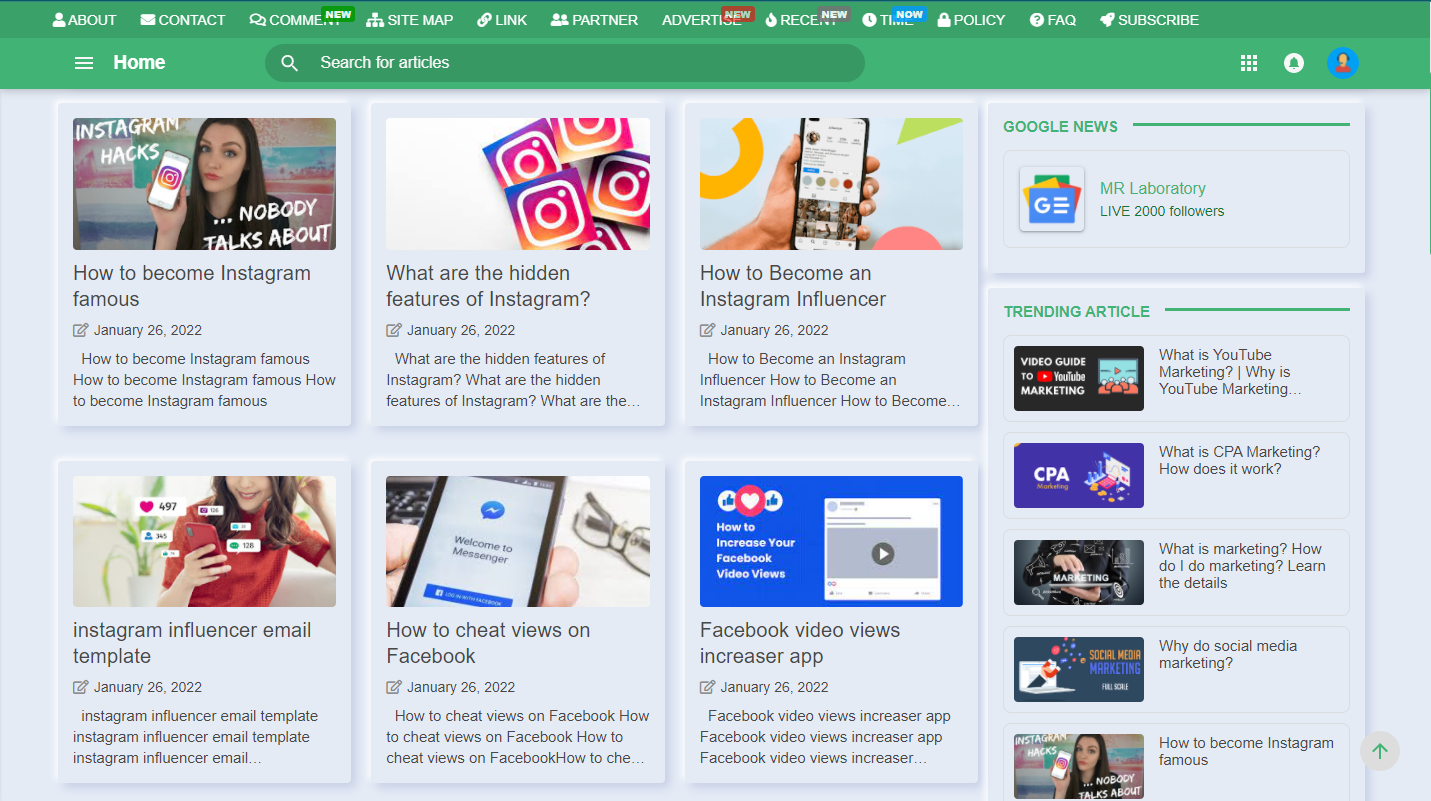 ABOUT CONTACT COMMENT NEW SITE MAP LINK PARTNER ADVERTISE NEW RECENT NEW TIME NOW POLICY FAQ SUBSCRIBE
Home Search for articles
INSTAGRAM
HACKS
... NOBODY
TALKS ABOUT
How to become Instagram
famous
January 26, 2022
How to become Instagram famous
How to become Instagram famous How
to become Instagram famous
What are the hidden
features of Instagram?
January 26, 2022
What are the hidden features of
Instagram? What are the hidden
features of Instagram? What are the…
How to Become an
Instagram Influencer
January 26, 2022
How to Become an Instagram
Influencer How to Become an
Instagram Influencer How to Become…
497
126
345
128
instagram influencer email
template
January 26, 2022
instagram influencer email template
instagram influencer email template
instagram influencer email…
Welcome to
Messenger
LOG IN WITH FACEBOOK
How to cheat views on
Facebook
January 26, 2022
How to cheat views on Facebook How
to cheat views on Facebook How to
cheat views on FacebookHow to che…
How to
Increase Your
Facebook
Video Views
Facebook video views
increaser app
January 26, 2022
Facebook video views increaser app
Facebook video views increaser app
Facebook video views increaser…
GOOGLE NEWS
GE
MR Laboratory
LIVE 2000 followers
TRENDING ARTICLE
VIDEO GUIDE
TO YouTube
MARKETING
What is YouTube
Marketing? | Why is
YouTube Marketing…
CPA
Marketing
What is CPA Marketing?
How does it work?
MARKETING
What is marketing? How
do I do marketing? Learn
the details
SOCIAL MEDIA
MARKETING
FULL SCALE
Why do social media
marketing?
INSTAGRAM
HACKS
... NOBODY
TALKS ABOUT
How to become Instagram
famous